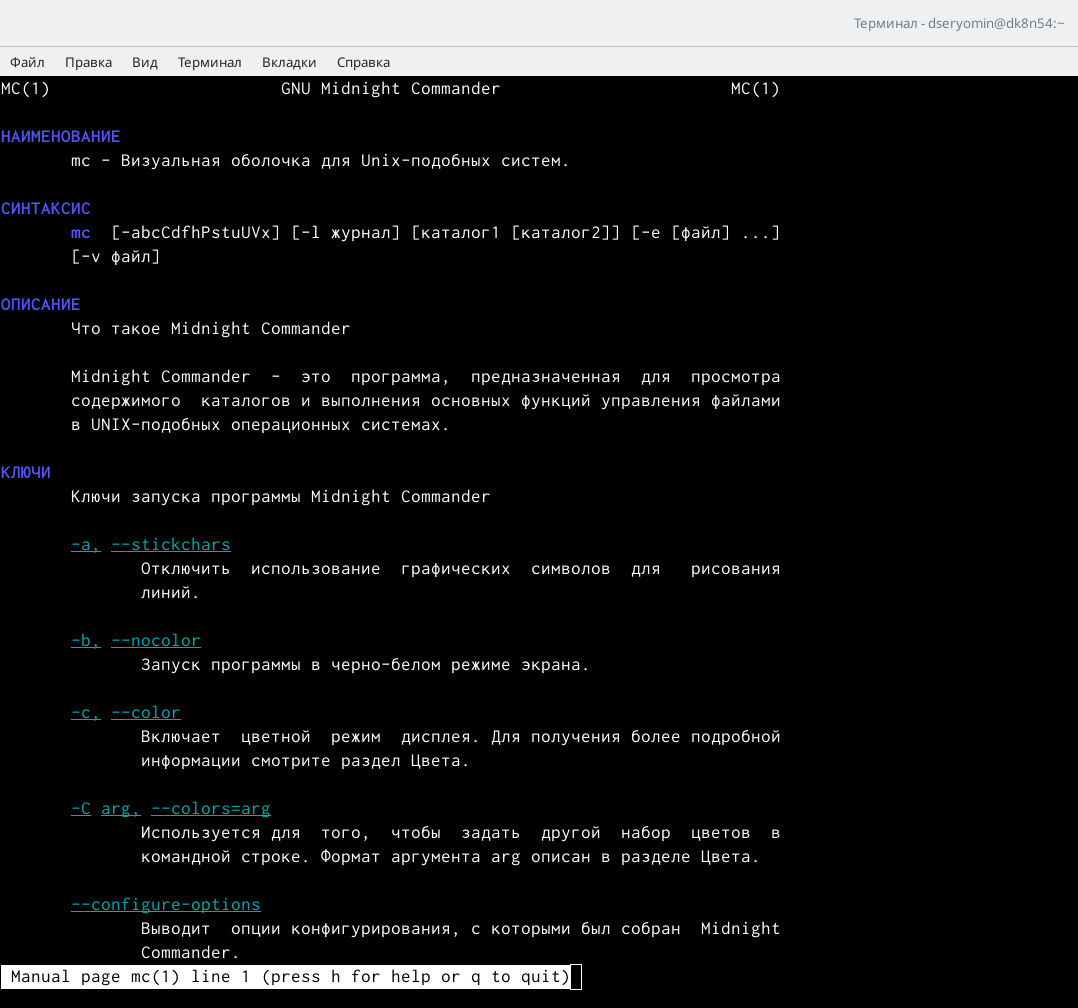 Терминал - dseryomin@dk8n54:~
Файл Правка Вид Терминал Вкладки Справка
MC(1) GNU Midnight Commander MC(1)
НАИМЕНОВАНИЕ
mc - Визуальная оболочка для Unix-подобных систем.
СИНТАКСИС
mc [-abcCdfhPstuUVx] [-l журнал] [каталог1 [каталог2]] [-e [файл] ...]
[-v файл]
ОПИСАНИЕ
Что такое Midnight Commander
Midnight Commander - это программа, предназначенная для просмотра
содержимого каталогов и выполнения основных функций управления файлами
в UNIX-подобных операционных системах.
КЛЮЧИ
Ключи запуска программы Midnight Commander
-a, --stickchars
Отключить использование графических символов для рисования
линий.
-b, --nocolor
Запуск программы в черно-белом режиме экрана.
-c, --color
Включает цветной режим дисплея. Для получения более подробной
информации смотрите раздел Цвета.
-C arg, --colors=arg
Используется для того, чтобы задать другой набор цветов в
командной строке. Формат аргумента arg описан в разделе Цвета.
--configure-options
Выводит опции конфигурирования, с которыми был собран Midnight
Commander.
Manual page mc(1) line 1 (press h for help or q to quit)